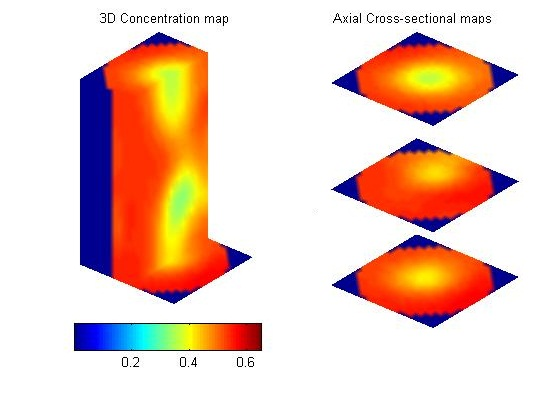 3D Concentration map
Axial Cross-sectional maps
0.2 0.4 0.6